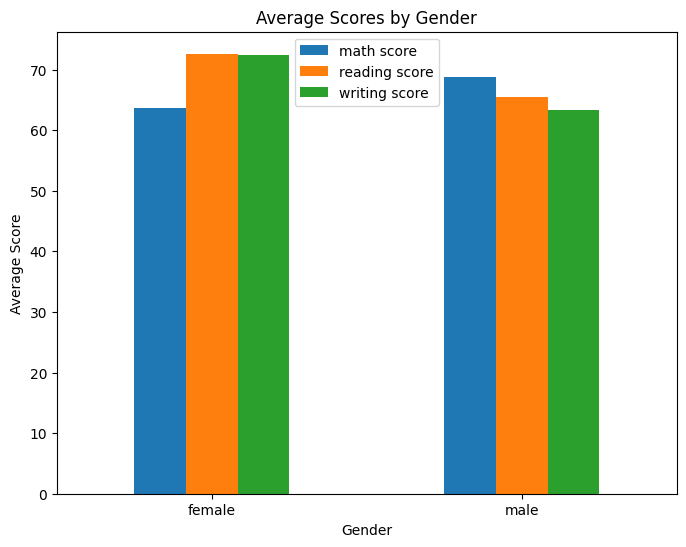 Average Scores by Gender
math score
reading score
writing score
70
60
50
40
30
20
10
0
Average Score
female
male
Gender